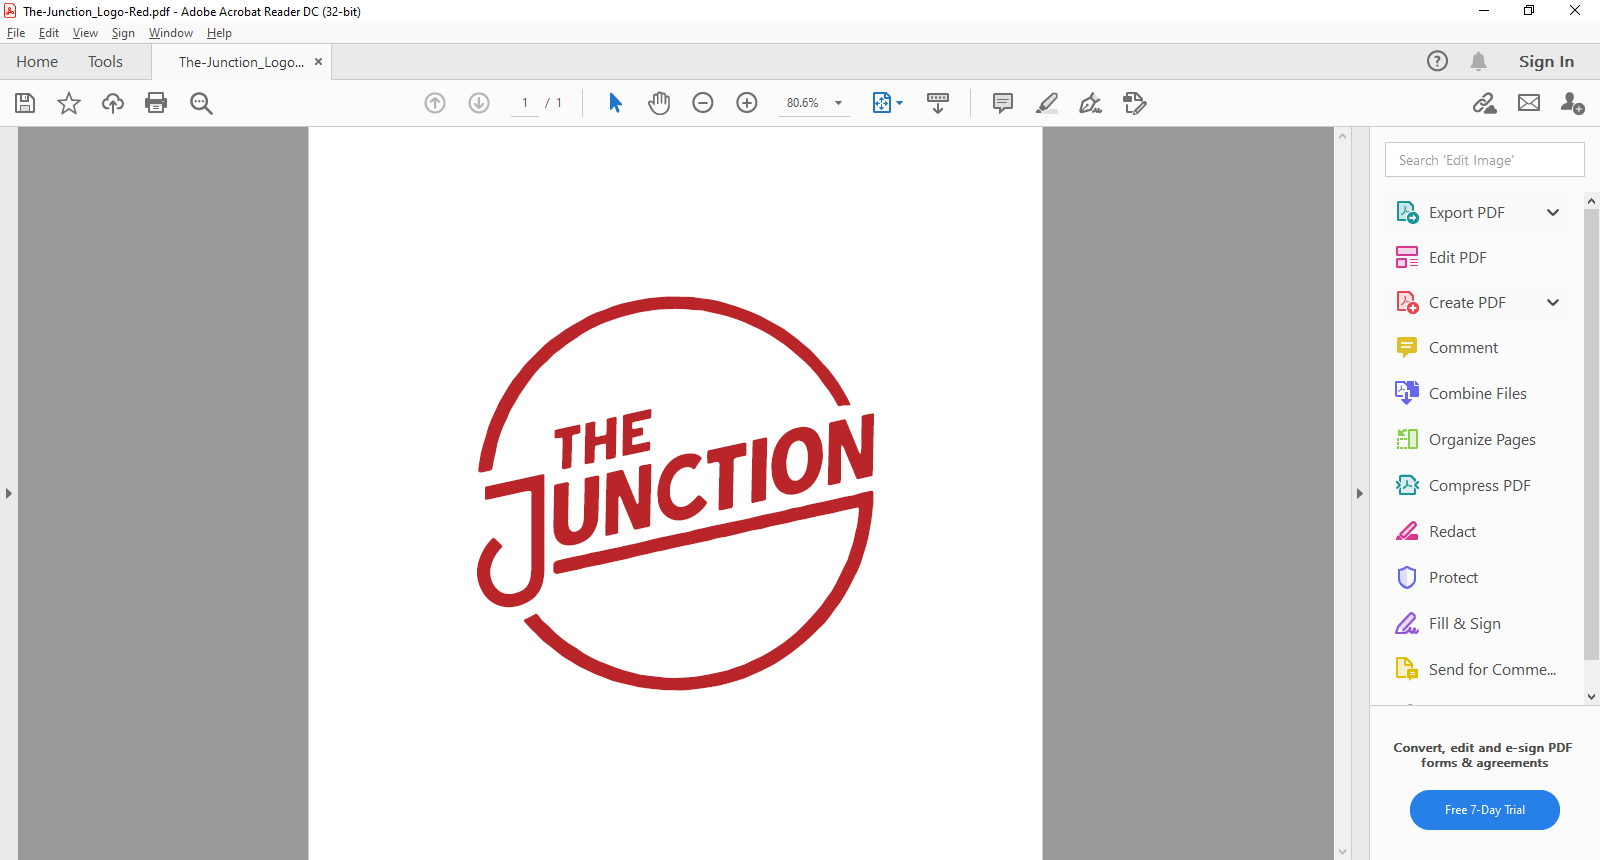 The-Junction_Logo-Red.pdf - Adobe Acrobat Reader DC (32-bit)
File Edit View Sign Window Help
Home Tools The-Junction_Logo... × ? Sign In
1 / 1 80.6%
Search 'Edit Image'
Export PDF
Edit PDF
Create PDF
Comment
Combine Files
Organize Pages
Compress PDF
Redact
Protect
Fill & Sign
Send for Comme...
THE
JUNCTION
Convert, edit and e-sign PDF
forms & agreements
Free 7-Day Trial